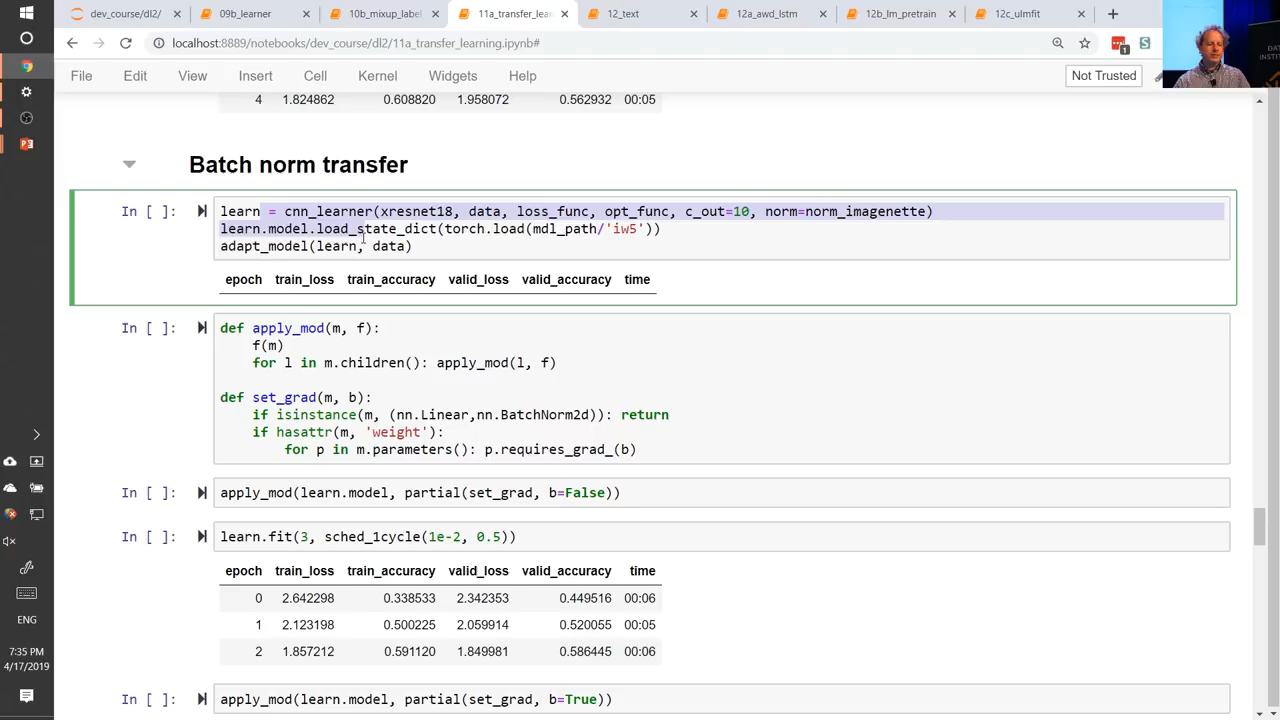 dev_course/dl2/
09b_learner
10b_mixup_label
11a_transfer_lea
12_text
12a_awd_lstm
12b_lm_pretrain
12c_ulmfit
localhost:8889/notebooks/dev_course/dl2/11a_transfer_learning.ipynb#
File Edit View Insert Cell Kernel Widgets Help
Not Trusted
4 1.824862 0.608820 1.958072 0.562932 00:05
Batch norm transfer
In [ ]: learn = cnn_learner(xresnet18, data, loss_func, opt_func, c_out=10, norm=norm_imagenette)
learn.model.load_state_dict(torch.load(mdl_path/'iw5'))
adapt_model(learn, data)
epoch train_loss train_accuracy valid_loss valid_accuracy time
In [ ]: def apply_mod(m, f):
f(m)
for l in m.children(): apply_mod(l, f)
def set_grad(m, b):
if isinstance(m, (nn.Linear,nn.BatchNorm2d)): return
if hasattr(m, 'weight'):
for p in m.parameters(): p.requires_grad_(b)
In [ ]: apply_mod(learn.model, partial(set_grad, b=False))
In [ ]: learn.fit(3, sched_1cycle(1e-2, 0.5))
epoch train_loss train_accuracy valid_loss valid_accuracy time
0 2.642298 0.338533 2.342353 0.449516 00:06
1 2.123198 0.500225 2.059914 0.520055 00:05
2 1.857212 0.591120 1.849981 0.586445 00:06
In [ ]: apply_mod(learn.model, partial(set_grad, b=True))
ENG
7:35 PM
4/17/2019